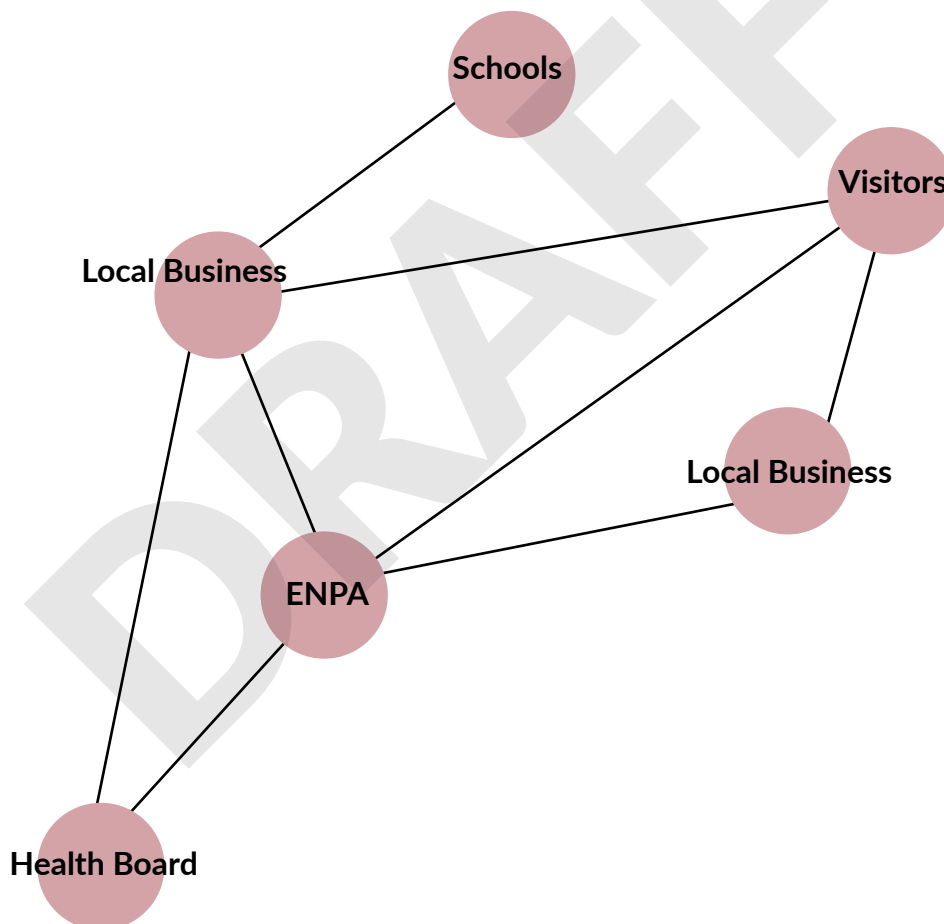 Schools
Visitors
Local Business
Local Business
ENPA
Health Board
DRAFT